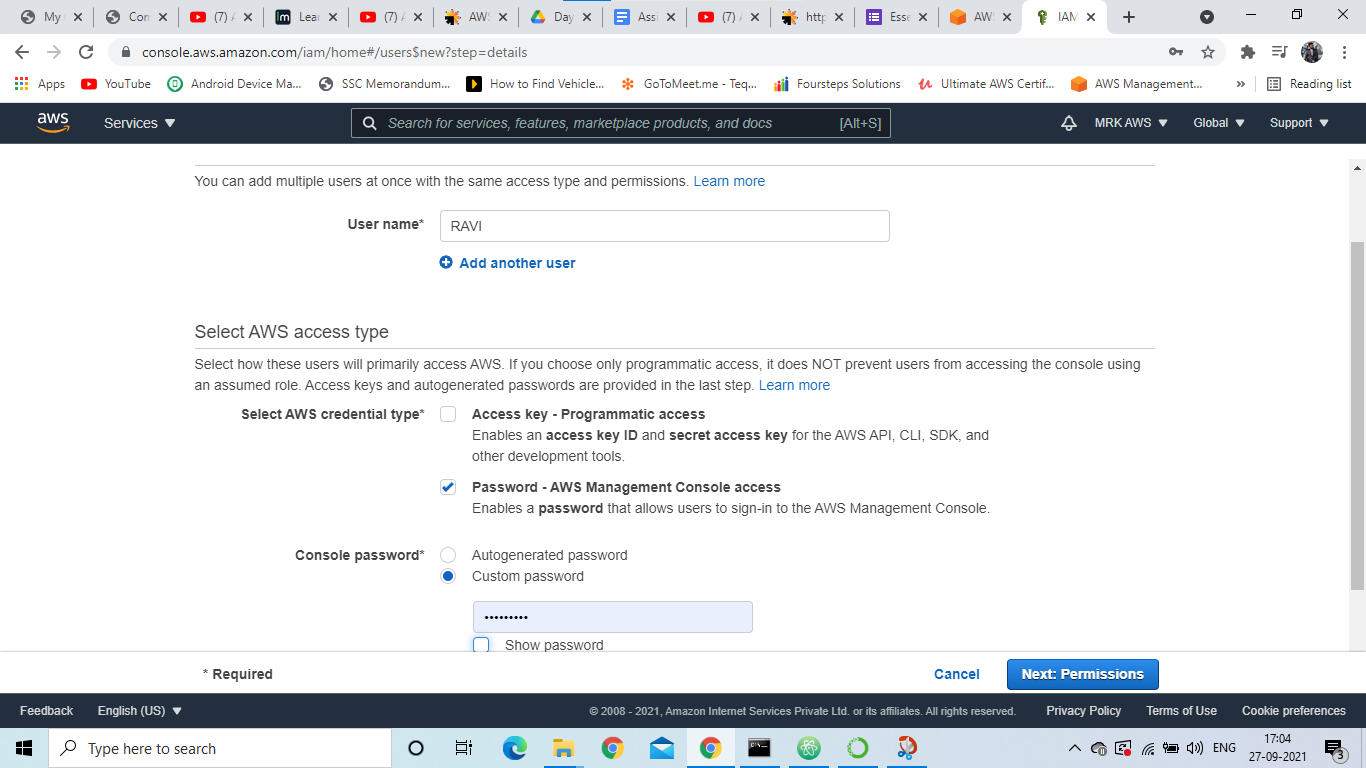 My
Con
(7) A
Lear
(7) A
AWS
Day
Assi
(7) A
http
Esse
AWS
IAM
console.aws.amazon.com/iam/home#/users$new?step=details
Apps YouTube Android Device Ma... SSC Memorandum... How to Find Vehicle... GoToMeet.me - Teq... Foursteps Solutions Ultimate AWS Certif... AWS Management... » Reading list
aws Services Search for services, features, marketplace products, and docs [Alt+S] MRK AWS Global Support
You can add multiple users at once with the same access type and permissions. Learn more
User name* RAVI
Add another user
Select AWS access type
Select how these users will primarily access AWS. If you choose only programmatic access, it does NOT prevent users from accessing the console using
an assumed role. Access keys and autogenerated passwords are provided in the last step. Learn more
Select AWS credential type* Access key - Programmatic access
Enables an access key ID and secret access key for the AWS API, CLI, SDK, and
other development tools.
Password - AWS Management Console access
Enables a password that allows users to sign-in to the AWS Management Console.
Console password* Autogenerated password
Custom password
•••••••••
Show password
* Required Cancel Next: Permissions
Feedback English (US) © 2008 - 2021, Amazon Internet Services Private Ltd. or its affiliates. All rights reserved. Privacy Policy Terms of Use Cookie preferences
Type here to search ENG 17:04
27-09-2021 3